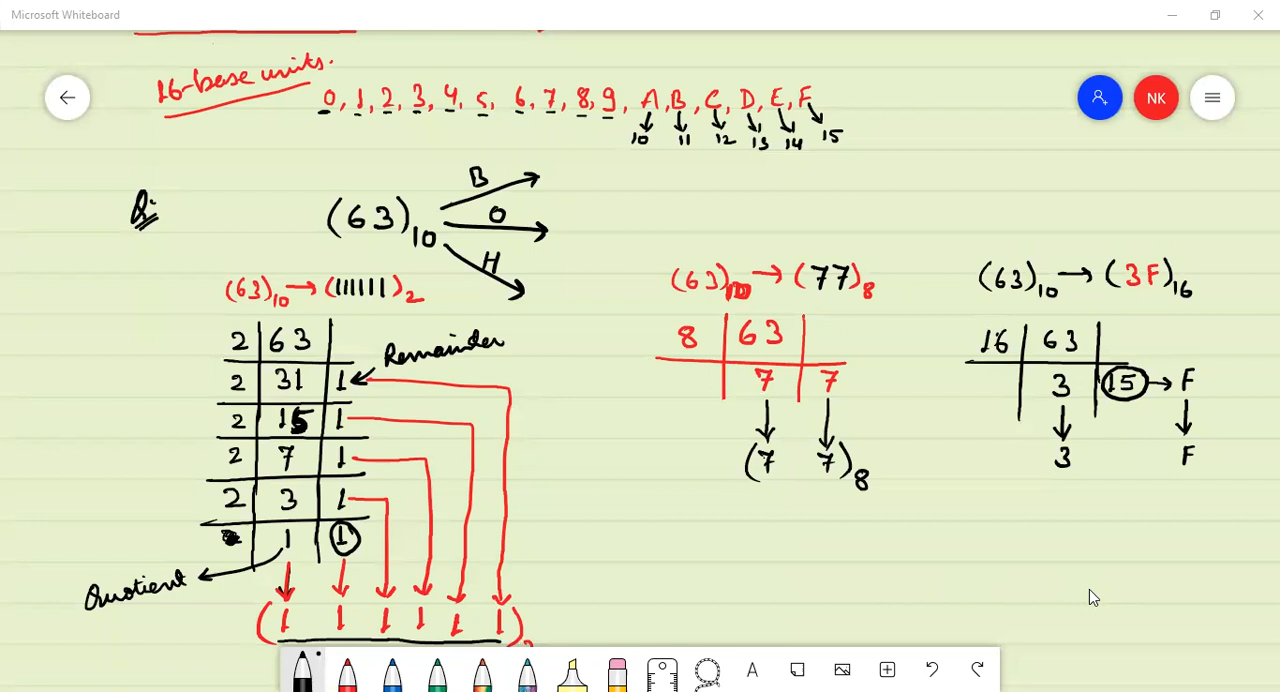 Microsoft Whiteboard
16-base units.
0, 1, 2, 3, 4, 5, 6, 7, 8, 9, A, B, C, D, E, F
10 11 12 13 14 15
NK
Q:
(63)10
B
O
H
(63)10 → (111111)2
2 63
Remainder
2 31 1
2 15 1
2 7 1
2 3 1
1 1
Quotient
(1 1 1 1 1 1)2
(63)10 → (77)8
8 63
7 7
(7 7)8
(63)10 → (3F)16
16 63
3 15 → F
3 F
A